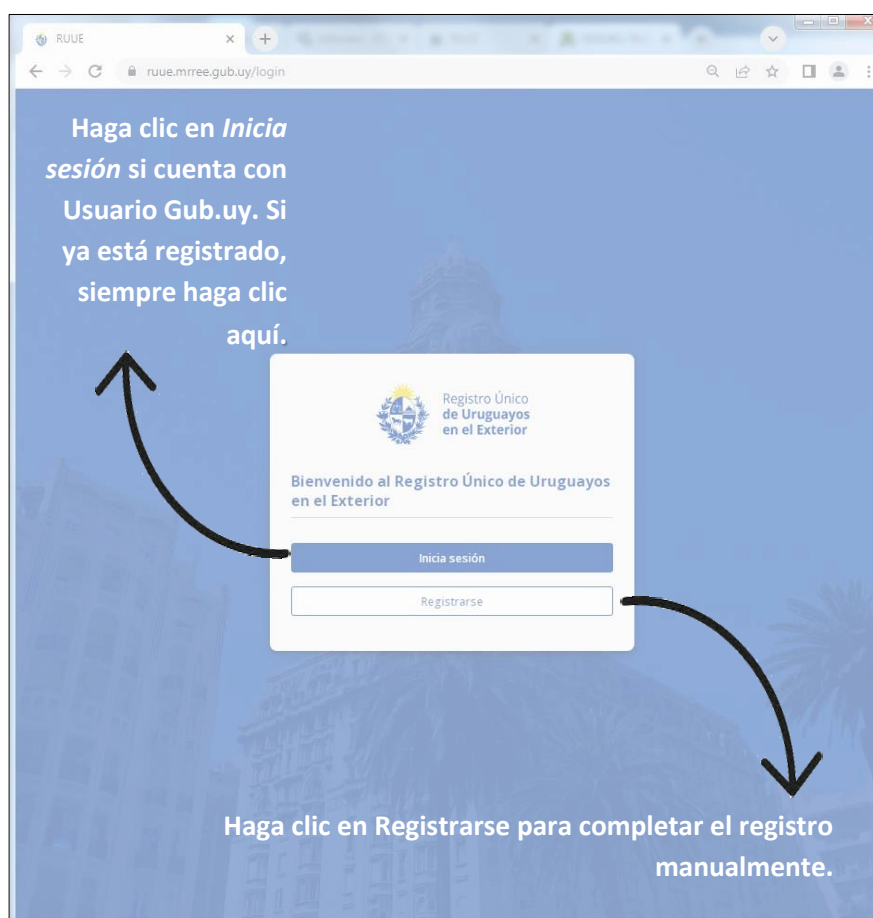 RUUE
ruue.mrree.gub.uy/login
Haga clic en Inicia
sesión si cuenta con
Usuario Gub.uy. Si
ya está registrado,
siempre haga clic
aquí.
Registro Único
de Uruguayos
en el Exterior
Bienvenido al Registro Único de Uruguayos
en el Exterior
Inicia sesión
Registrarse
Haga clic en Registrarse para completar el registro
manualmente.